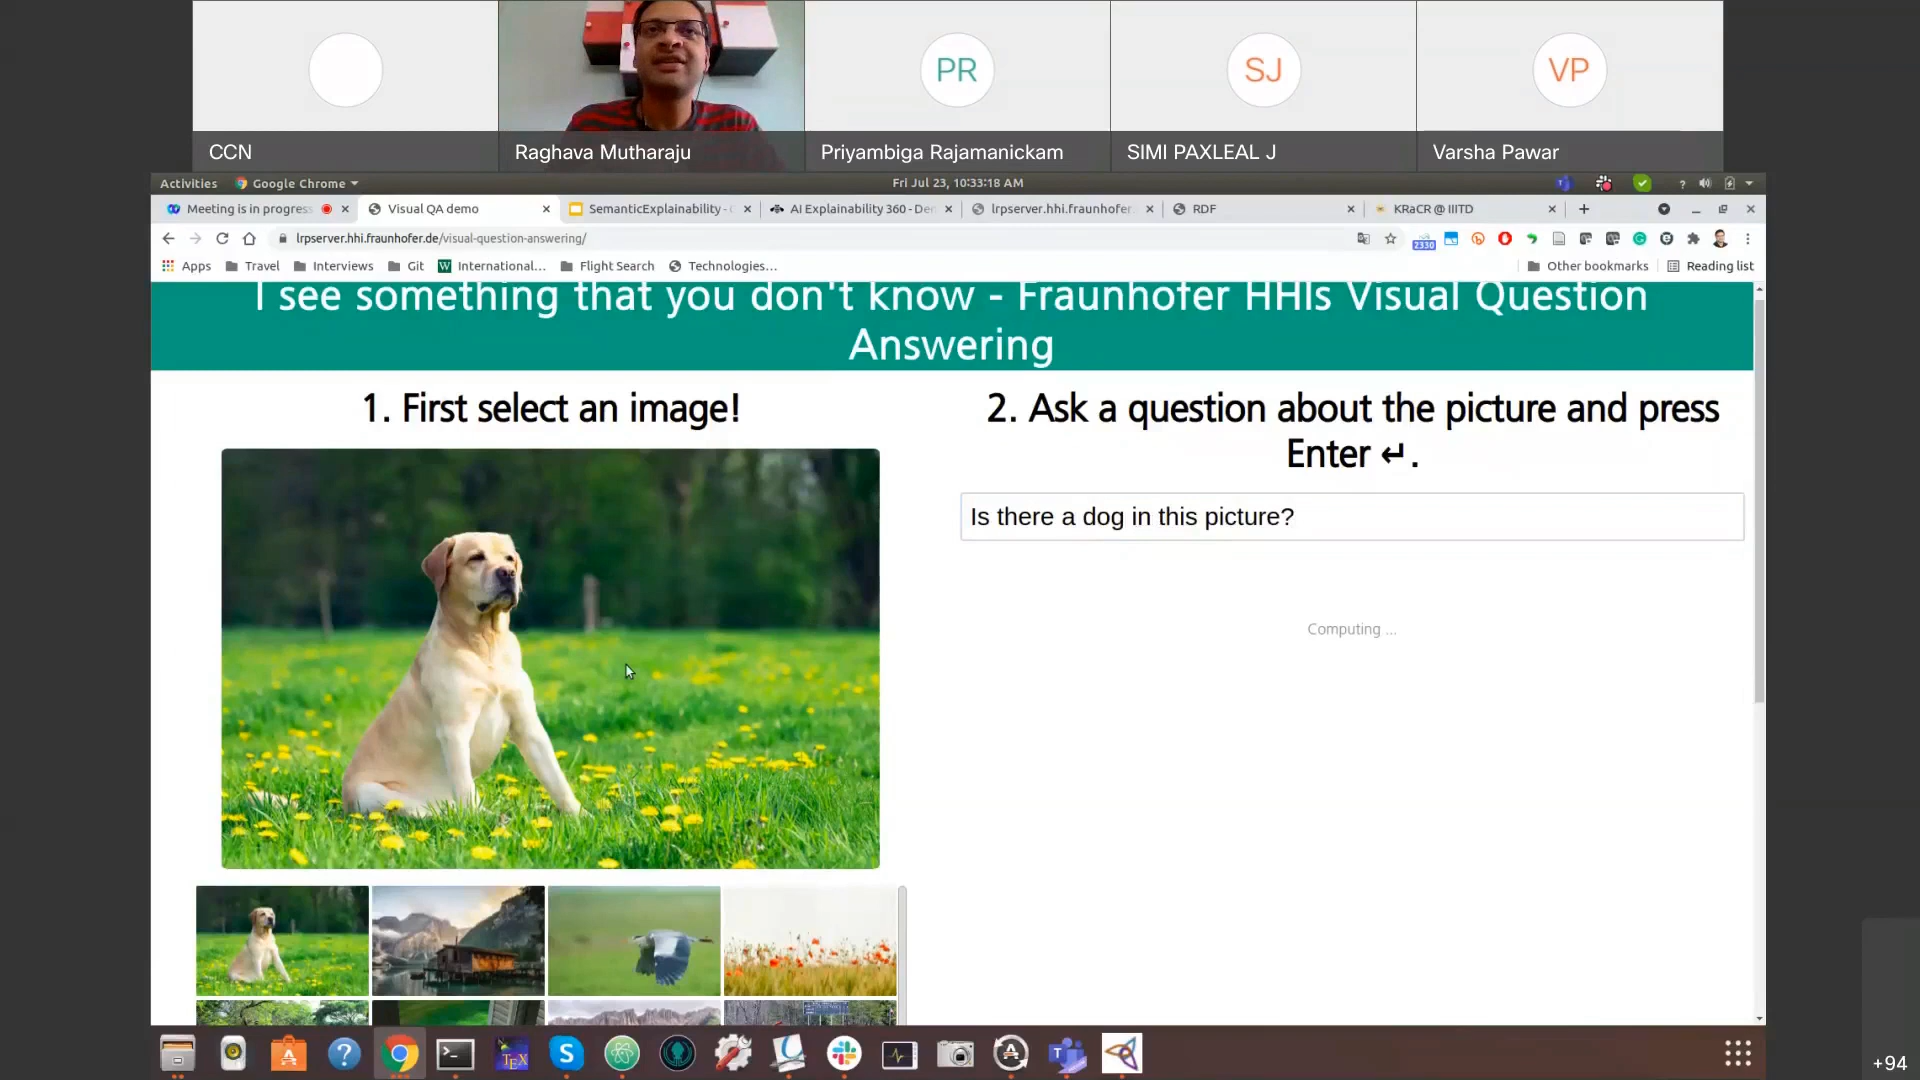 PR
SJ
VP
CCN
Raghava Mutharaju
Priyambiga Rajamanickam
SIMI PAXLEAL J
Varsha Pawar
Activities
Google Chrome
Fri Jul 23, 10:33:18 AM
Meeting is in progress
Visual QA demo
SemanticExplainability -
AI Explainability 360 - De
lrpserver.hhi.fraunhofer
RDF
KRaCR @ IIITD
lrpserver.hhi.fraunhofer.de/visual-question-answering/
2330
Apps
Travel
Interviews
Git
International...
Flight Search
Technologies...
Other bookmarks
Reading list
I see something that you don't know - Fraunhofer HHIs Visual Question
Answering
1. First select an image!
2. Ask a question about the picture and press
Enter ↵.
Is there a dog in this picture?
Computing ...
+94